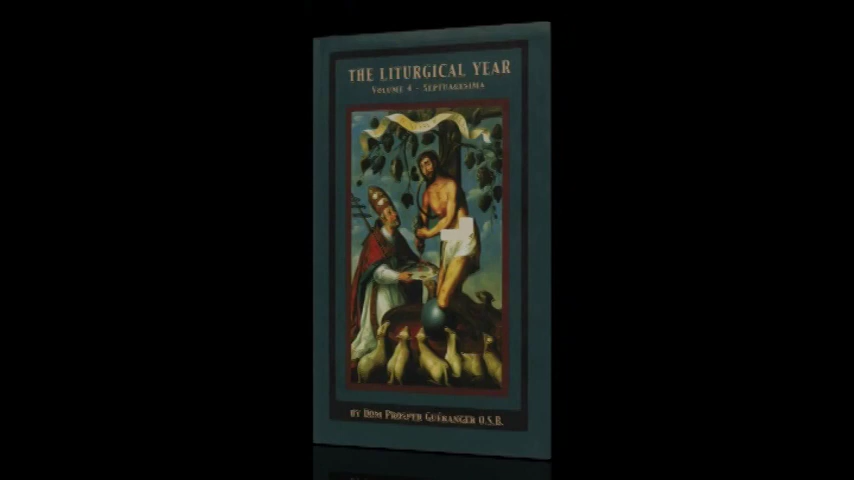 THE LITURGICAL YEAR
VOLUME 4 - SEPTUAGESIMA
BY DOM PROSPER GUÉRANGER O.S.B.